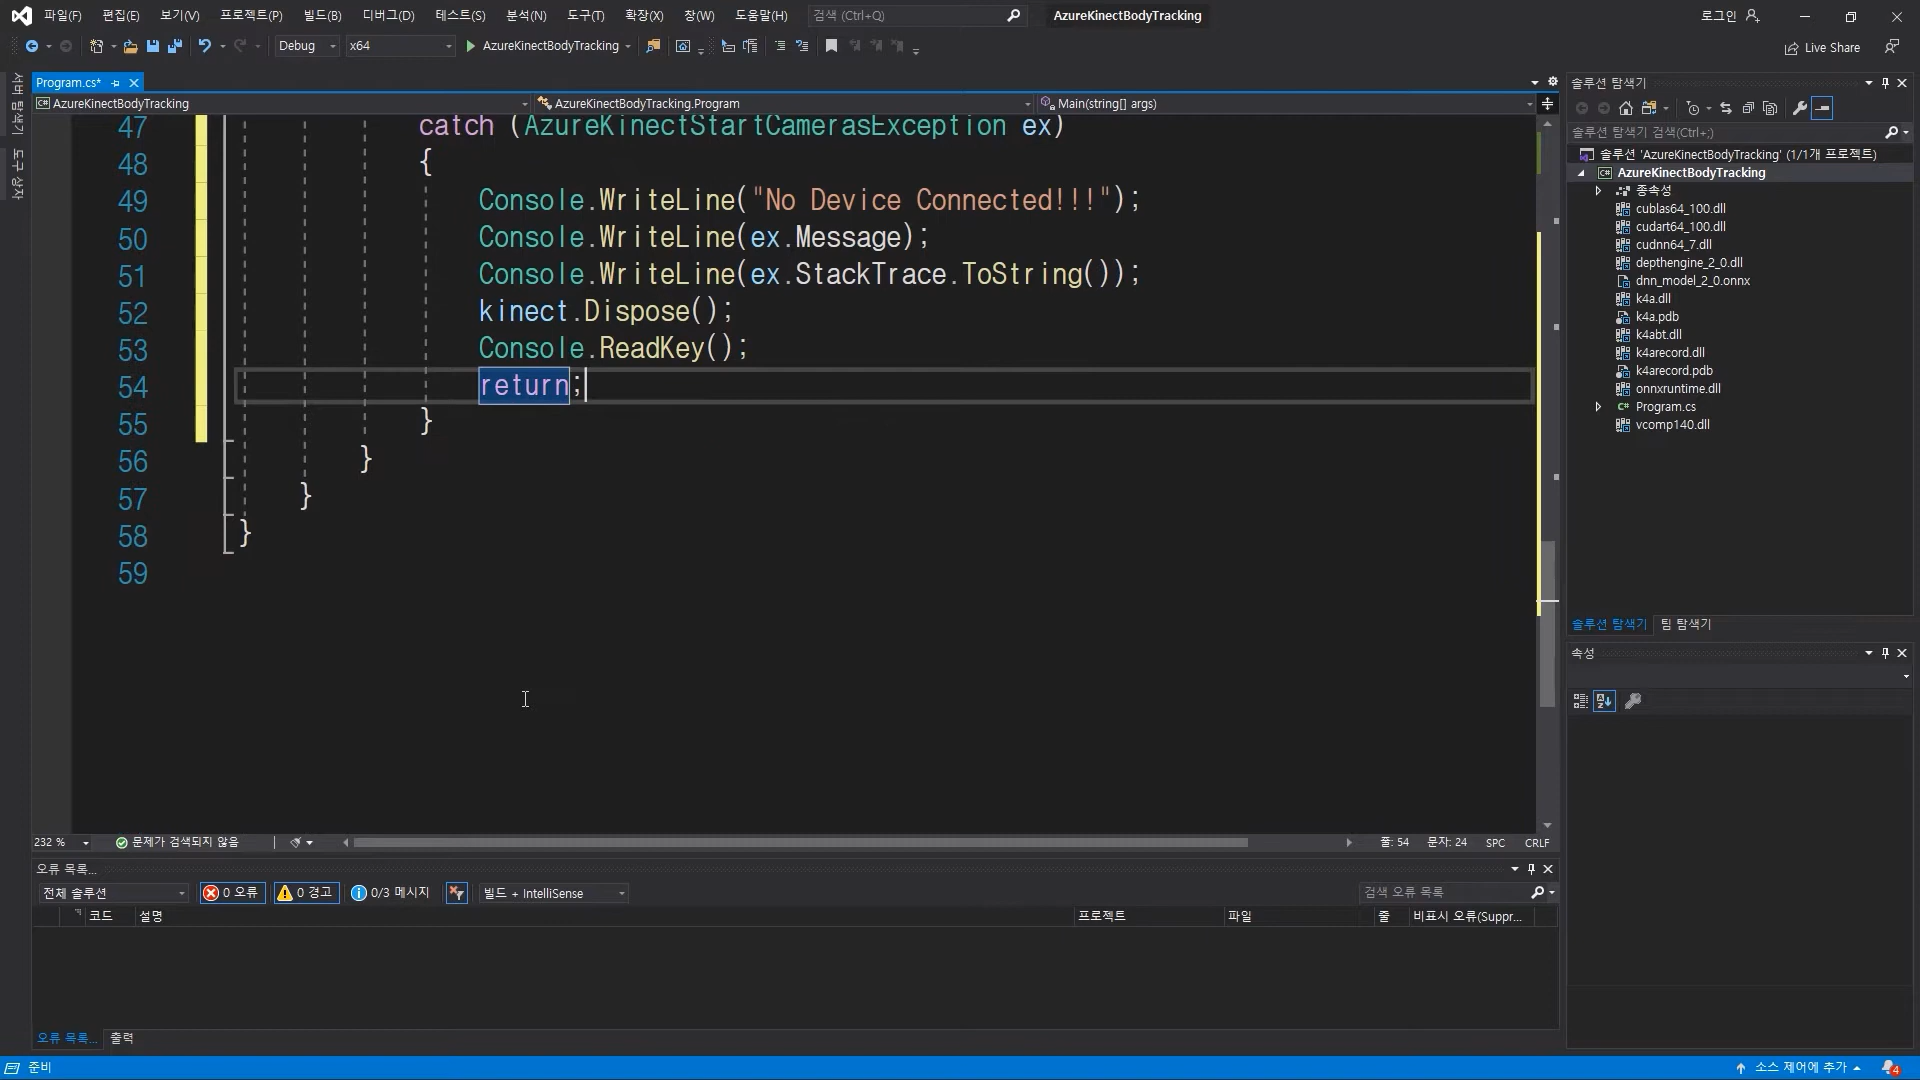 파일(F) 편집(E) 보기(V) 프로젝트(P) 빌드(B) 디버그(D) 테스트(S) 분석(N) 도구(T) 확장(X) 창(W) 도움말(H) 검색 (Ctrl+Q) AzureKinectBodyTracking 로그인
Debug x64 AzureKinectBodyTracking Live Share
서버 탐색기
도구 상자
Program.cs*
AzureKinectBodyTracking AzureKinectBodyTracking.Program Main(string[] args)
47 catch (AzureKinectStartCamerasException ex)
48 {
49 Console.WriteLine("No Device Connected!!!");
50 Console.WriteLine(ex.Message);
51 Console.WriteLine(ex.StackTrace.ToString());
52 kinect.Dispose();
53 Console.ReadKey();
54 return;
55 }
56 }
57 }
58 }
59
232 % 문제가 검색되지 않음 줄: 54 문자: 24 SPC CRLF
오류 목록...
전체 솔루션 0 오류 0 경고 0/3 메시지 빌드 + IntelliSense 검색 오류 목록
코드 설명 프로젝트 파일 줄 비표시 오류(Suppr...
오류 목록... 출력
솔루션 탐색기
솔루션 탐색기 검색(Ctrl+;)
솔루션 'AzureKinectBodyTracking' (1/1개 프로젝트)
AzureKinectBodyTracking
종속성
cublas64_100.dll
cudart64_100.dll
cudnn64_7.dll
depthengine_2_0.dll
dnn_model_2_0.onnx
k4a.dll
k4a.pdb
k4abt.dll
k4arecord.dll
k4arecord.pdb
onnxruntime.dll
C# Program.cs
vcomp140.dll
솔루션 탐색기 팀 탐색기
속성
준비 소스 제어에 추가 4